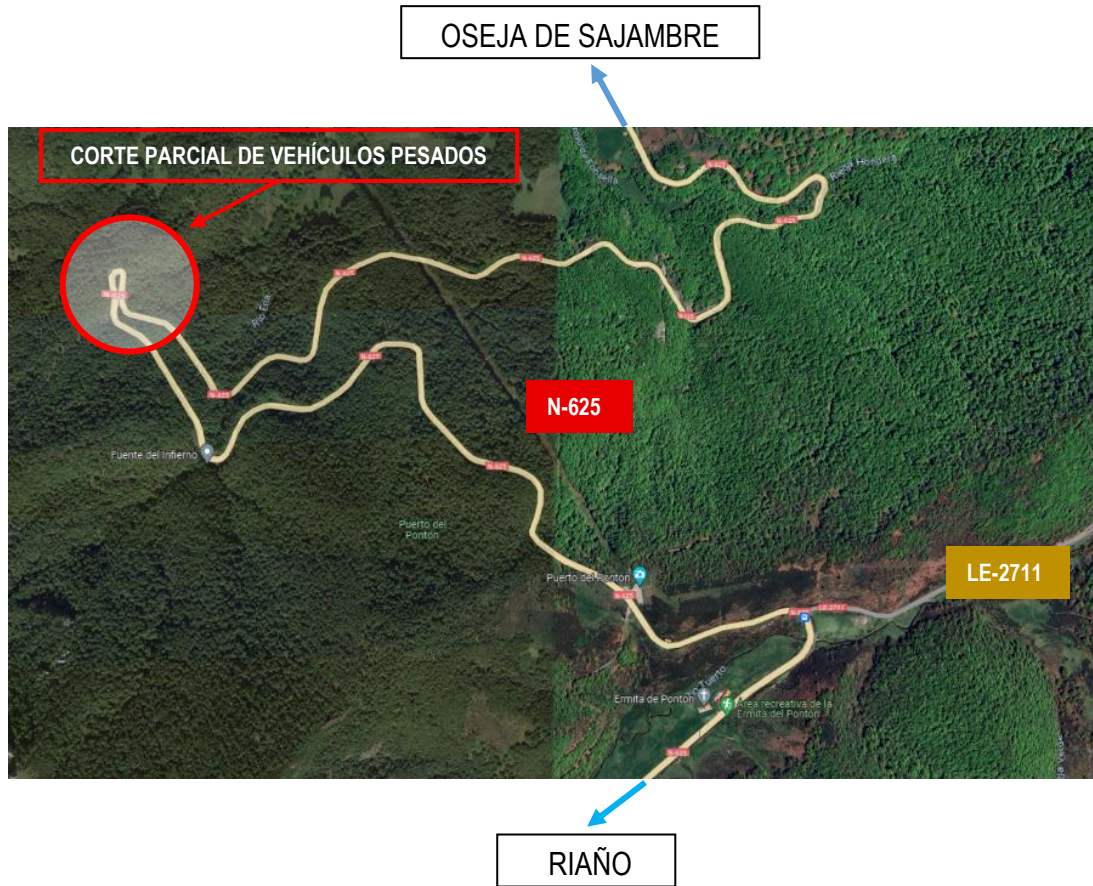 OSEJA DE SAJAMBRE
CORTE PARCIAL DE VEHÍCULOS PESADOS
N-625
N-625
N-625
N-625
N-625
N-625
N-625
N-625
N-625
Fuente del Infierno
N-625
N-625
Puerto del
Pontón
LE-2711
Puerto del Pontón
N-625
LE-2711
Ermita de Pontón
Área recreativa de la
Ermita del Pontón
N-625
RIAÑO